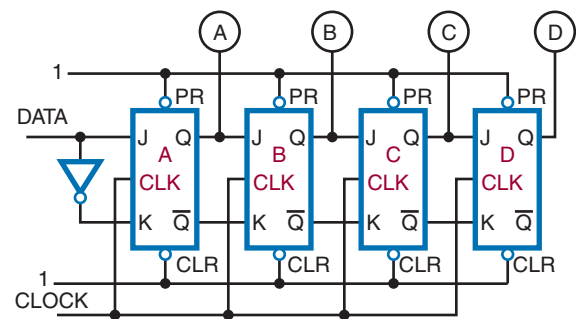 A B C D
1
PR PR PR PR
DATA
J Q J Q J Q J Q
A B C D
CLK CLK CLK CLK
K Q̅ K Q̅ K Q̅ K Q̅
1
CLR CLR CLR CLR
CLOCK